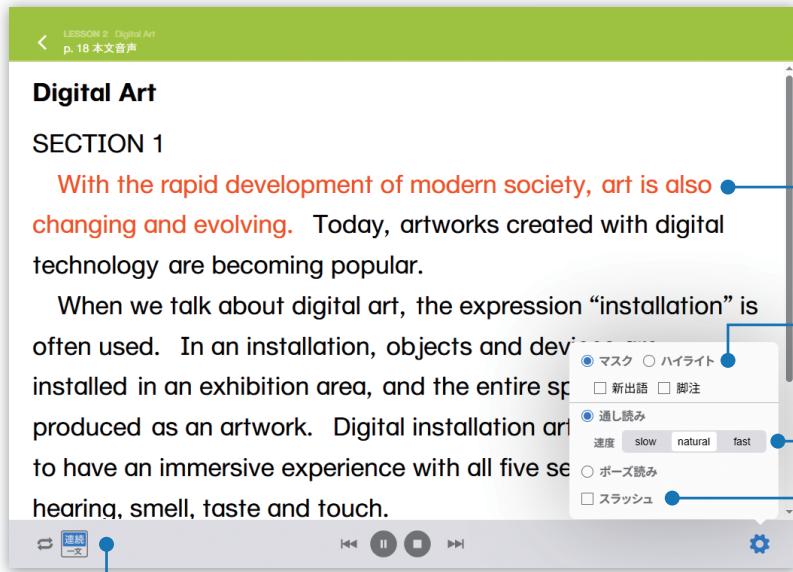 LESSON 2 Digital Art
p. 18 本文音声
Digital Art
SECTION 1
With the rapid development of modern society, art is also
changing and evolving. Today, artworks created with digital
technology are becoming popular.
When we talk about digital art, the expression “installation” is
often used. In an installation, objects and
installed in an exhibition area, and the entire
produced as an artwork. Digital installation
to have an immersive experience with all five
hearing, smell, taste and touch.
マスク ハイライト
新出語 脚注
通し読み
速度 slow natural fast
ポーズ読み
スラッシュ
連続
一文